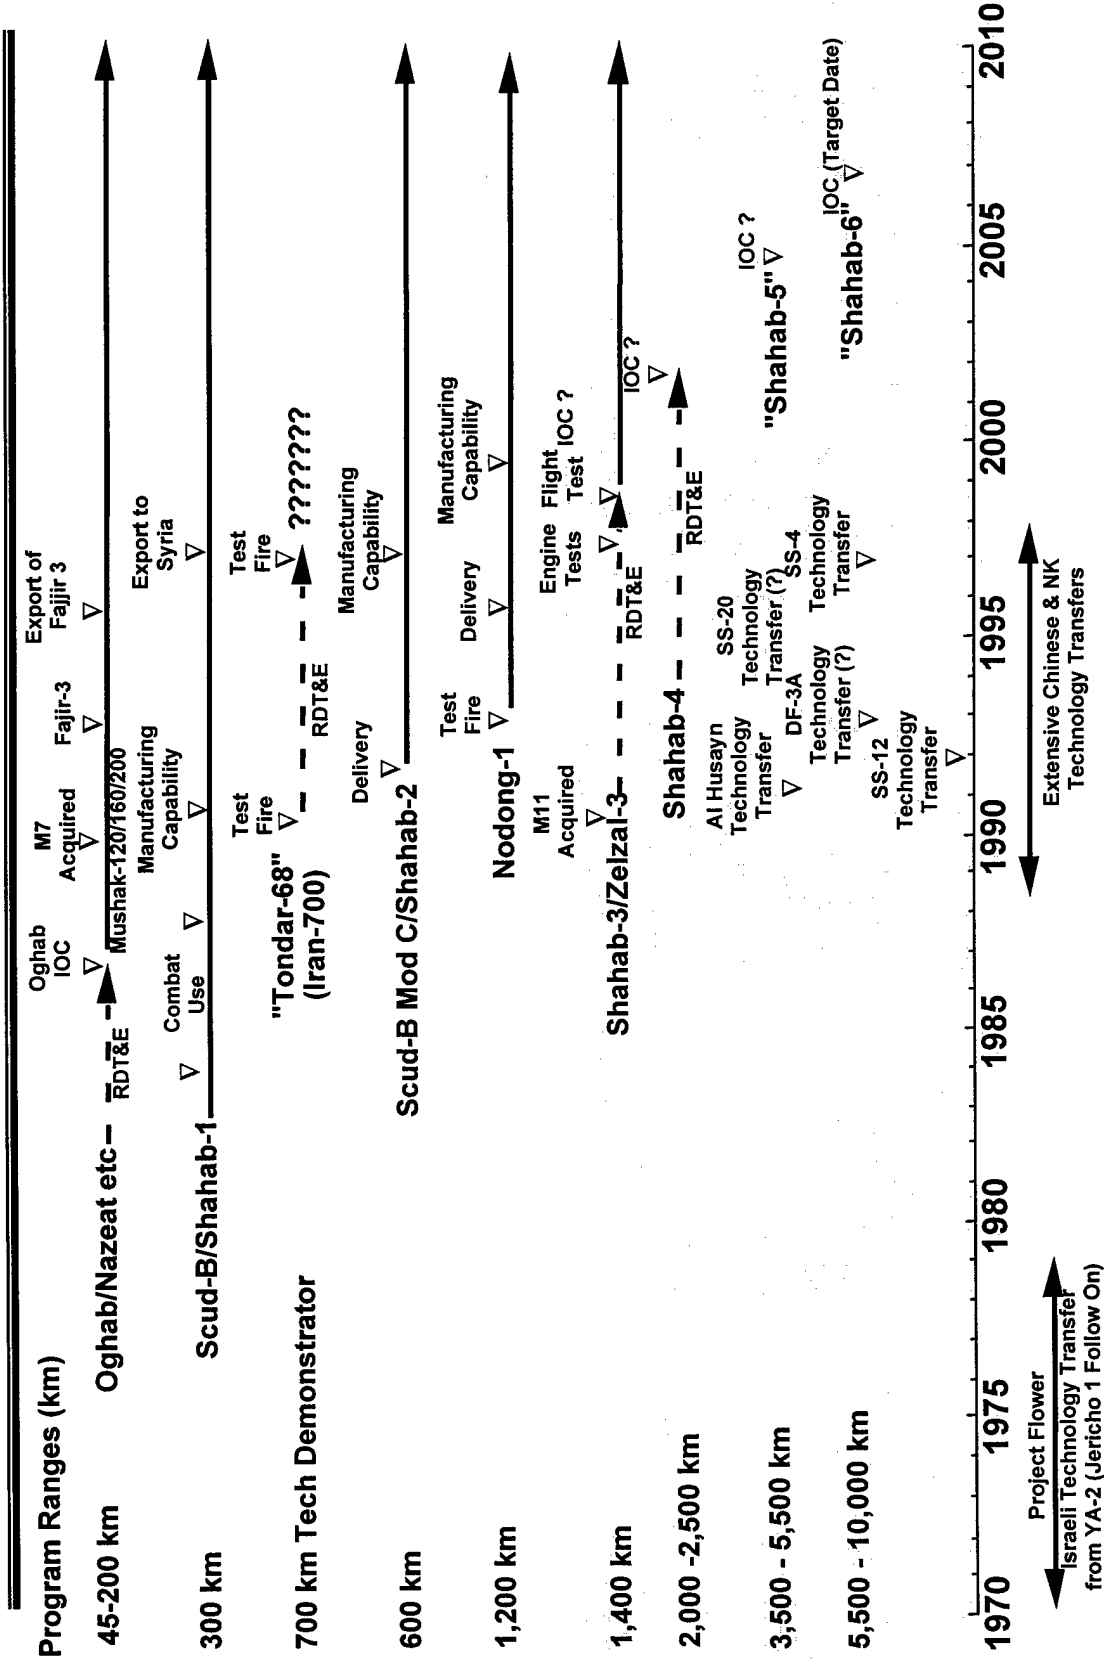 Program Ranges (km)
45-200 km
Oghab/Nazeat etc
RDT&E
Oghab
IOC
M7
Acquired
Mushak-120/160/200
Fajir-3
Export of
Fajjir 3
300 km
Scud-B/Shahab-1
Combat
Use
Manufacturing
Capability
Export to
Syria
700 km Tech Demonstrator
"Tondar-68"
(Iran-700)
Test
Fire
RDT&E
Test
Fire
???????
600 km
Scud-B Mod C/Shahab-2
Delivery
Manufacturing
Capability
1,200 km
Nodong-1
Test
Fire
Delivery
Manufacturing
Capability
1,400 km
Shahab-3/Zelzal-3
M11
Acquired
RDT&E
Engine
Tests
Flight
Test
IOC ?
2,000 -2,500 km
Shahab-4
RDT&E
IOC ?
3,500 - 5,500 km
Al Husayn
Technology
Transfer
SS-20
Technology
Transfer (?)
"Shahab-5"
IOC ?
5,500 - 10,000 km
DF-3A
Technology
Transfer (?)
SS-4
Technology
Transfer
"Shahab-6"
IOC (Target Date)
SS-12
Technology
Transfer
1970
1975
1980
1985
1990
1995
2000
2005
2010
Project Flower
Israeli Technology Transfer
from YA-2 (Jericho 1 Follow On)
Extensive Chinese & NK
Technology Transfers